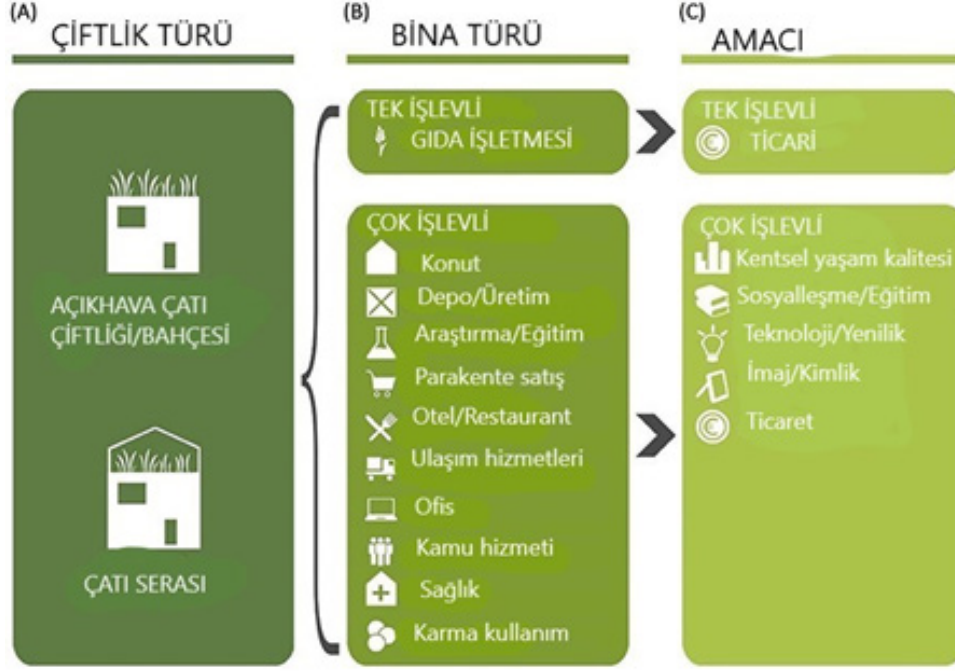 (A)
ÇİFTLİK TÜRÜ
AÇIKHAVA ÇATI
ÇİFTLİĞİ/BAHÇESİ
ÇATI SERASI
(B)
BİNA TÜRÜ
TEK İŞLEVLİ
GIDA İŞLETMESİ
ÇOK İŞLEVLİ
Konut
Depo/Üretim
Araştırma/Eğitim
Parakente satış
Otel/Restaurant
Ulaşım hizmetleri
Ofis
Kamu hizmeti
Sağlık
Karma kullanım
(C)
AMACI
TEK İŞLEVLİ
TİCARİ
ÇOK İŞLEVLİ
Kentsel yaşam kalitesi
Sosyalleşme/Eğitim
Teknoloji/Yenilik
İmaj/Kimlik
Ticaret